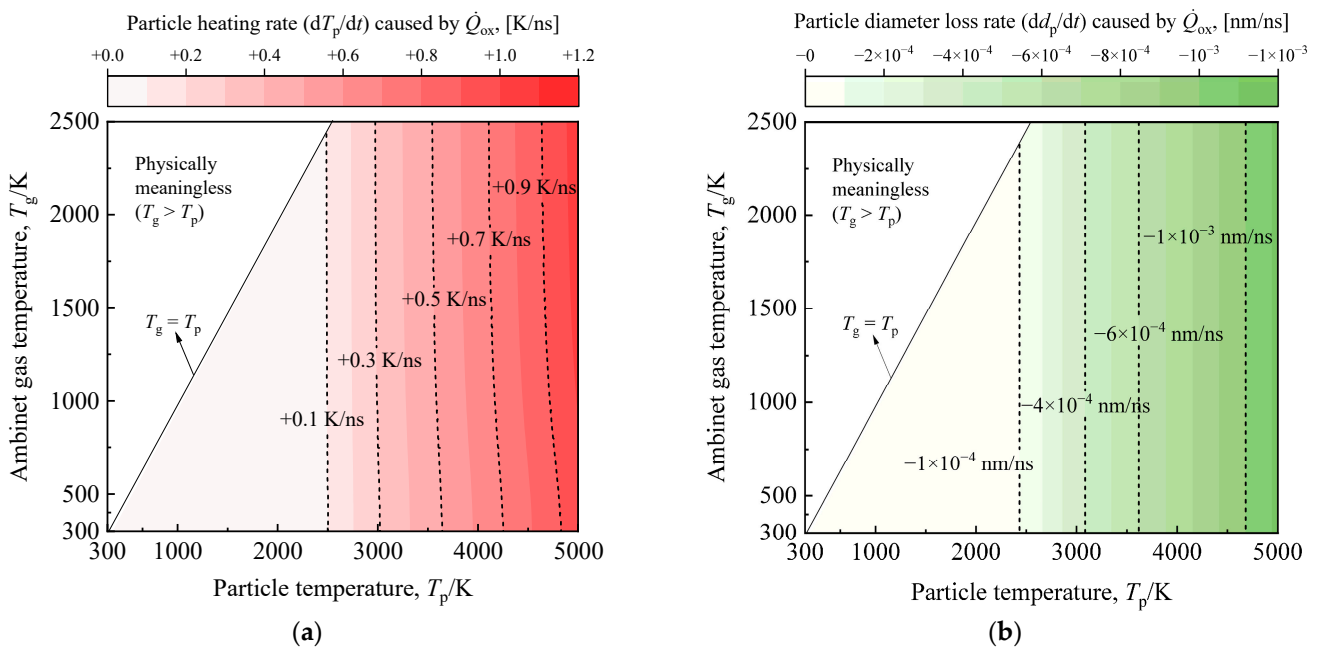 Particle heating rate (dTp/dt) caused by Q̇ox, [K/ns]
+0.0 +0.2 +0.4 +0.6 +0.8 +1.0 +1.2
2500
2000
1500
1000
500
300
Ambinet gas temperature, Tg/K
Physically
meaningless
(Tg > Tp)
+0.9 K/ns
+0.7 K/ns
+0.5 K/ns
Tg = Tp
+0.3 K/ns
+0.1 K/ns
300 1000 2000 3000 4000 5000
Particle temperature, Tp/K
(a)
Particle diameter loss rate (ddp/dt) caused by Q̇ox, [nm/ns]
−0 −2×10⁻⁴ −4×10⁻⁴ −6×10⁻⁴ −8×10⁻⁴ −10⁻³ −1×10⁻³
2500
2000
1500
1000
500
300
Ambinet gas temperature, Tg/K
Physically
meaningless
(Tg > Tp)
−1×10⁻³ nm/ns
Tg = Tp
−6×10⁻⁴ nm/ns
−4×10⁻⁴ nm/ns
−1×10⁻⁴ nm/ns
300 1000 2000 3000 4000 5000
Particle temperature, Tp/K
(b)